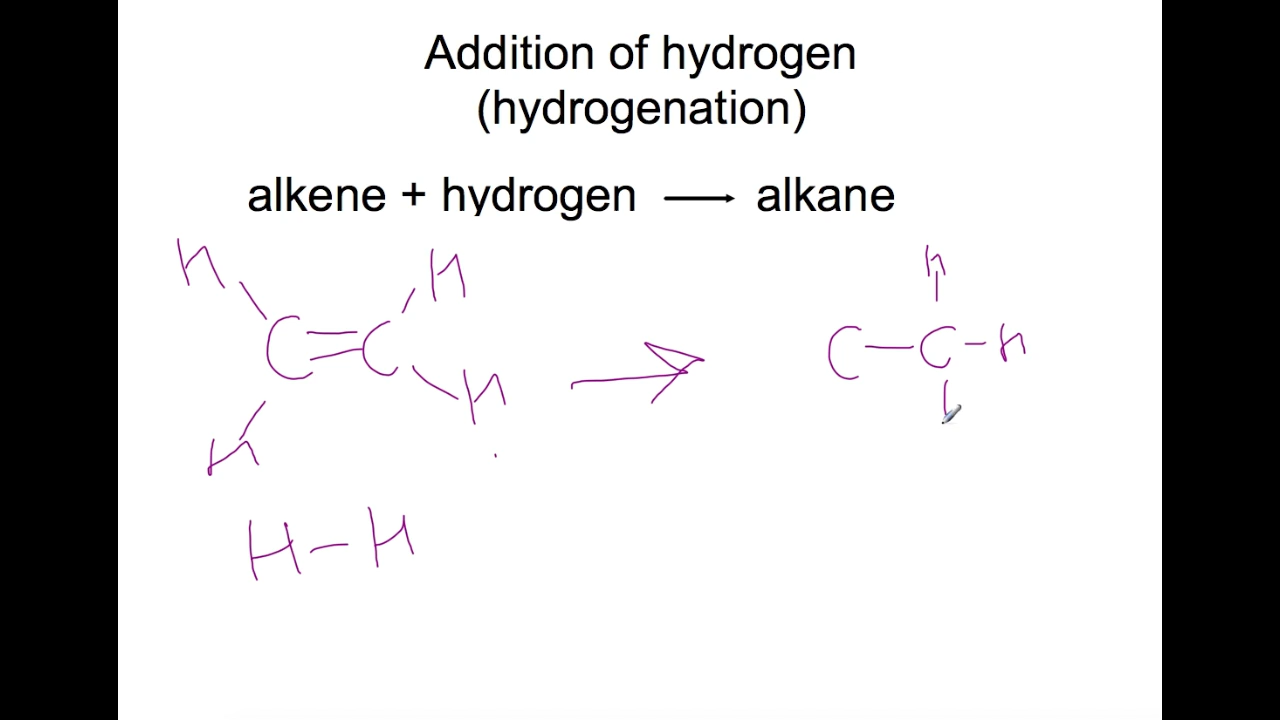 Addition of hydrogen
(hydrogenation)
alkene + hydrogen ⟶ alkane
H H H
C=C C–C–H
H
H
H–H